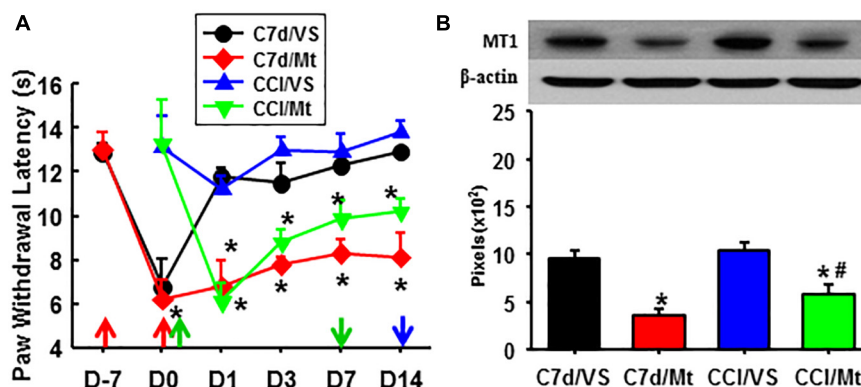 A
C7d/VS
C7d/Mt
CCI/VS
CCI/Mt
Paw Withdrawal Latency (s)
16
14
12
10
8
6
4
* * * *
* * * *
*
D-7 D0 D1 D3 D7 D14
B
MT1
β-actin
Pixels (x10²)
25
20
15
10
5
0
*
* #
C7d/VS C7d/Mt CCI/VS CCI/Mt